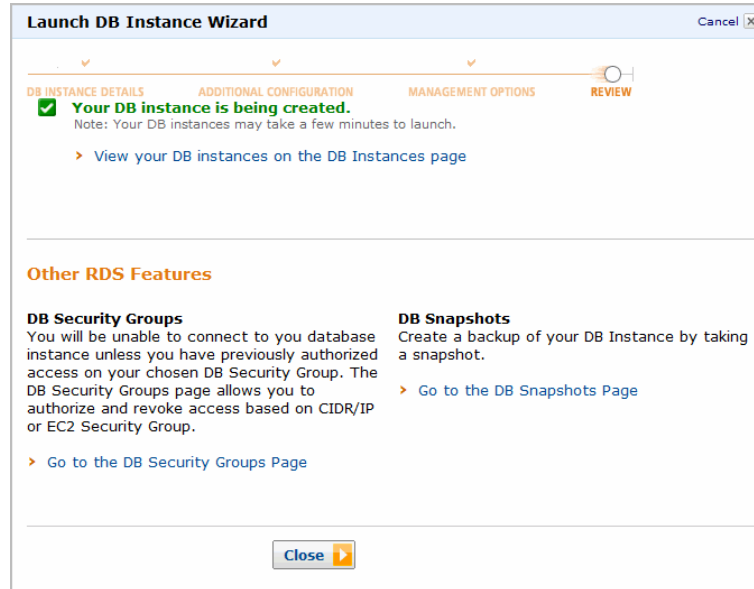 Launch DB Instance Wizard
Cancel
DB INSTANCE DETAILS ADDITIONAL CONFIGURATION MANAGEMENT OPTIONS REVIEW
Your DB instance is being created.
Note: Your DB instances may take a few minutes to launch.
View your DB instances on the DB Instances page
Other RDS Features
DB Security Groups
You will be unable to connect to you database
instance unless you have previously authorized
access on your chosen DB Security Group. The
DB Security Groups page allows you to
authorize and revoke access based on CIDR/IP
or EC2 Security Group.
Go to the DB Security Groups Page
DB Snapshots
Create a backup of your DB Instance by taking
a snapshot.
Go to the DB Snapshots Page
Close